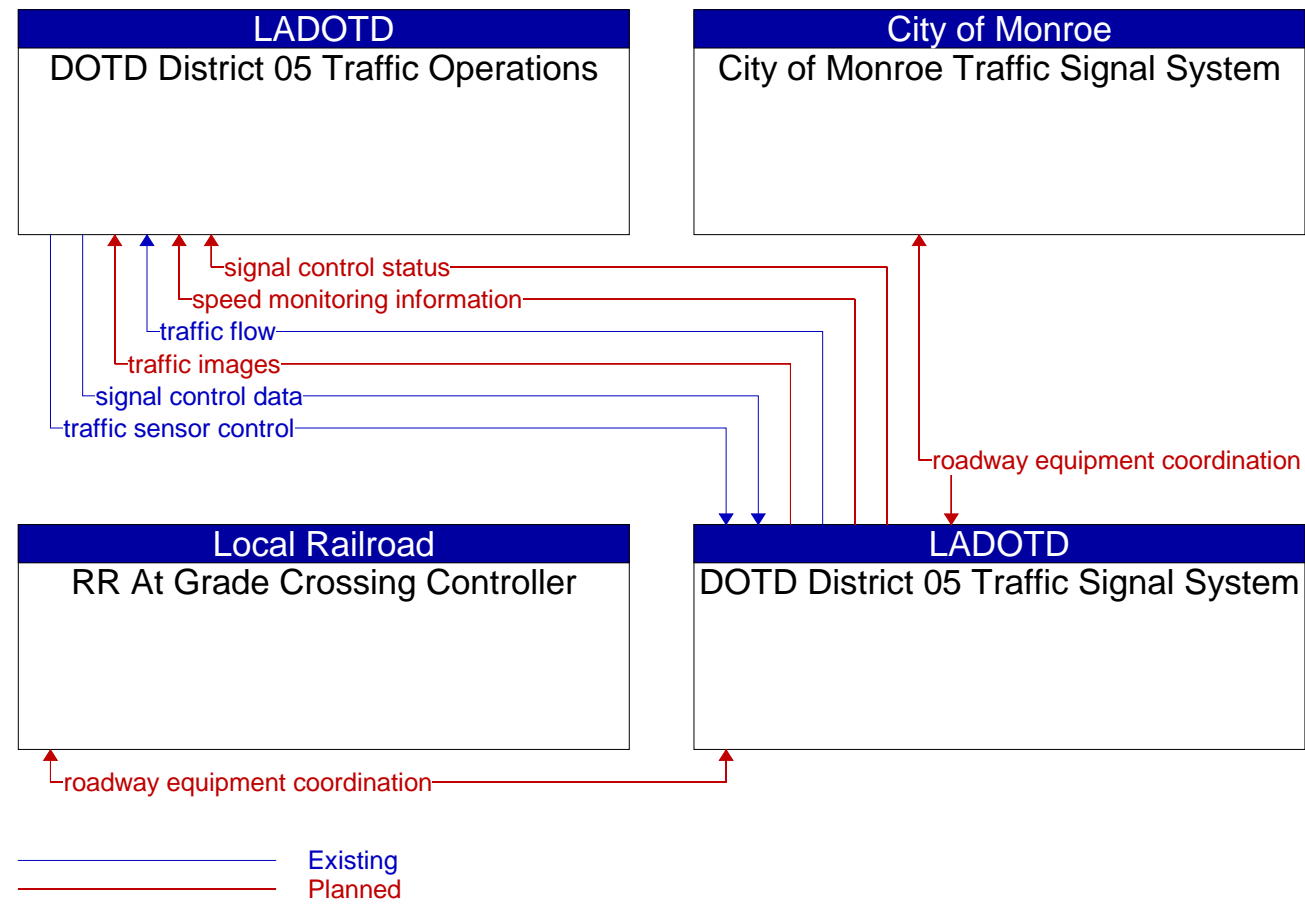 LADOTD
DOTD District 05 Traffic Operations
City of Monroe
City of Monroe Traffic Signal System
signal control status
speed monitoring information
traffic flow
traffic images
signal control data
traffic sensor control
roadway equipment coordination
Local Railroad
RR At Grade Crossing Controller
LADOTD
DOTD District 05 Traffic Signal System
roadway equipment coordination
Existing
Planned